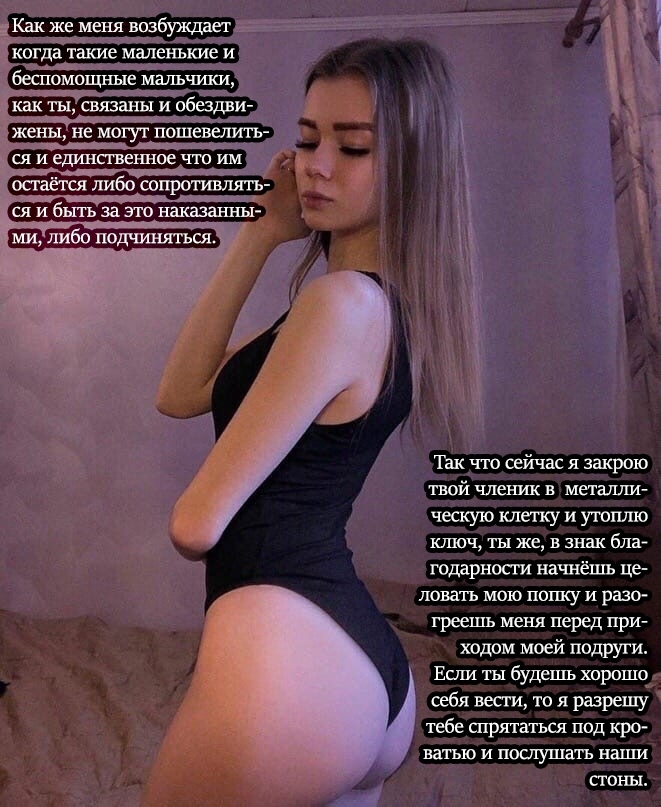 Как же меня возбуждает
когда такие маленькие и
беспомощные мальчики,
как ты, связаны и обездви-
жены, не могут пошевелить-
ся и единственное что им
остаётся либо сопротивлять-
ся и быть за это наказанны-
ми, либо подчиняться.
Так что сейчас я закрою
твой членик в металли-
ческую клетку и утоплю
ключ, ты же, в знак бла-
годарности начнёшь це-
ловать мою попку и разо-
греешь меня перед при-
ходом моей подруги.
Если ты будешь хорошо
себя вести, то я разрешу
тебе спрятаться под кро-
ватью и послушать наши
стоны.